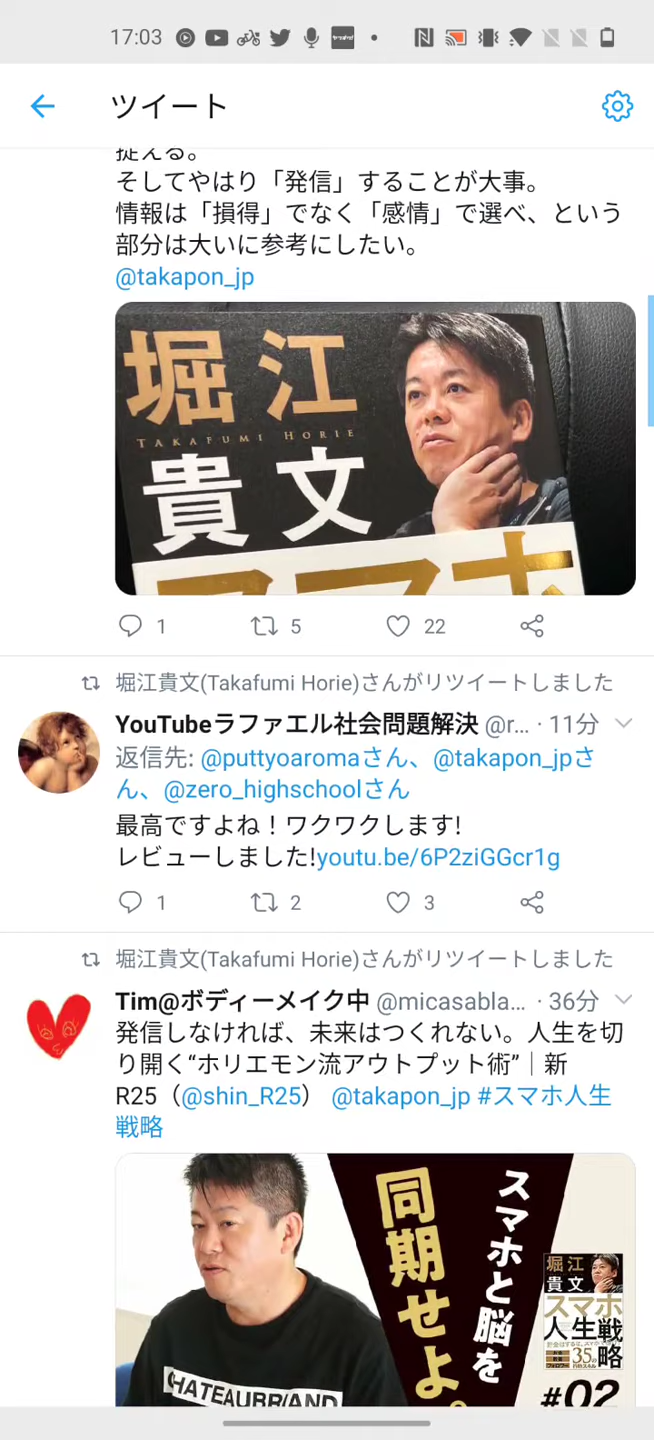 17:03
ツイート
捉える。
そしてやはり「発信」することが大事。
情報は「損得」でなく「感情」で選べ、という
部分は大いに参考にしたい。
@takapon_jp
堀江
TAKAFUMI HORIE
貴文
スマホ
1
5
22
堀江貴文(Takafumi Horie)さんがリツイートしました
YouTubeラファエル社会問題解決 @r... · 11分
返信先: @puttyoaromaさん、@takapon_jpさ
ん、@zero_highschoolさん
最高ですよね！ワクワクします!
レビューしました!youtu.be/6P2ziGGcr1g
1
2
3
堀江貴文(Takafumi Horie)さんがリツイートしました
Tim@ボディーメイク中 @micasabla... · 36分
発信しなければ、未来はつくれない。人生を切
り開く“ホリエモン流アウトプット術”｜新
R25（@shin_R25） @takapon_jp #スマホ人生
戦略
スマホと脳を
同期せよ。
堀江
貴文
スマホ
人生戦
略
35の
#02
CHATEAUBRIAND